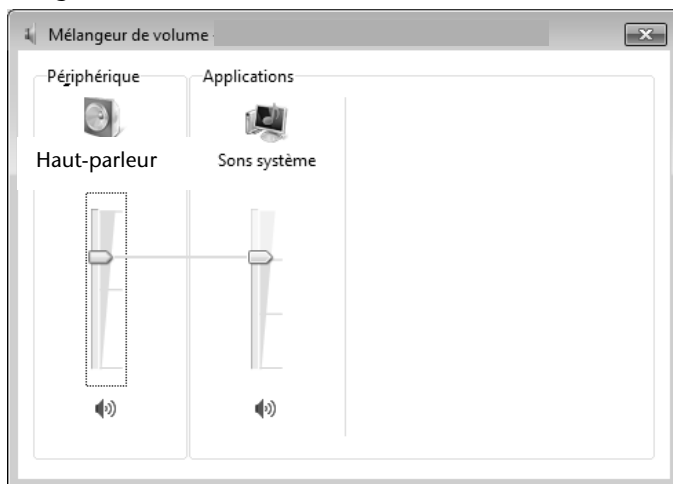 Mélangeur de volume -
Périphérique
Applications
Haut-parleur
Sons système